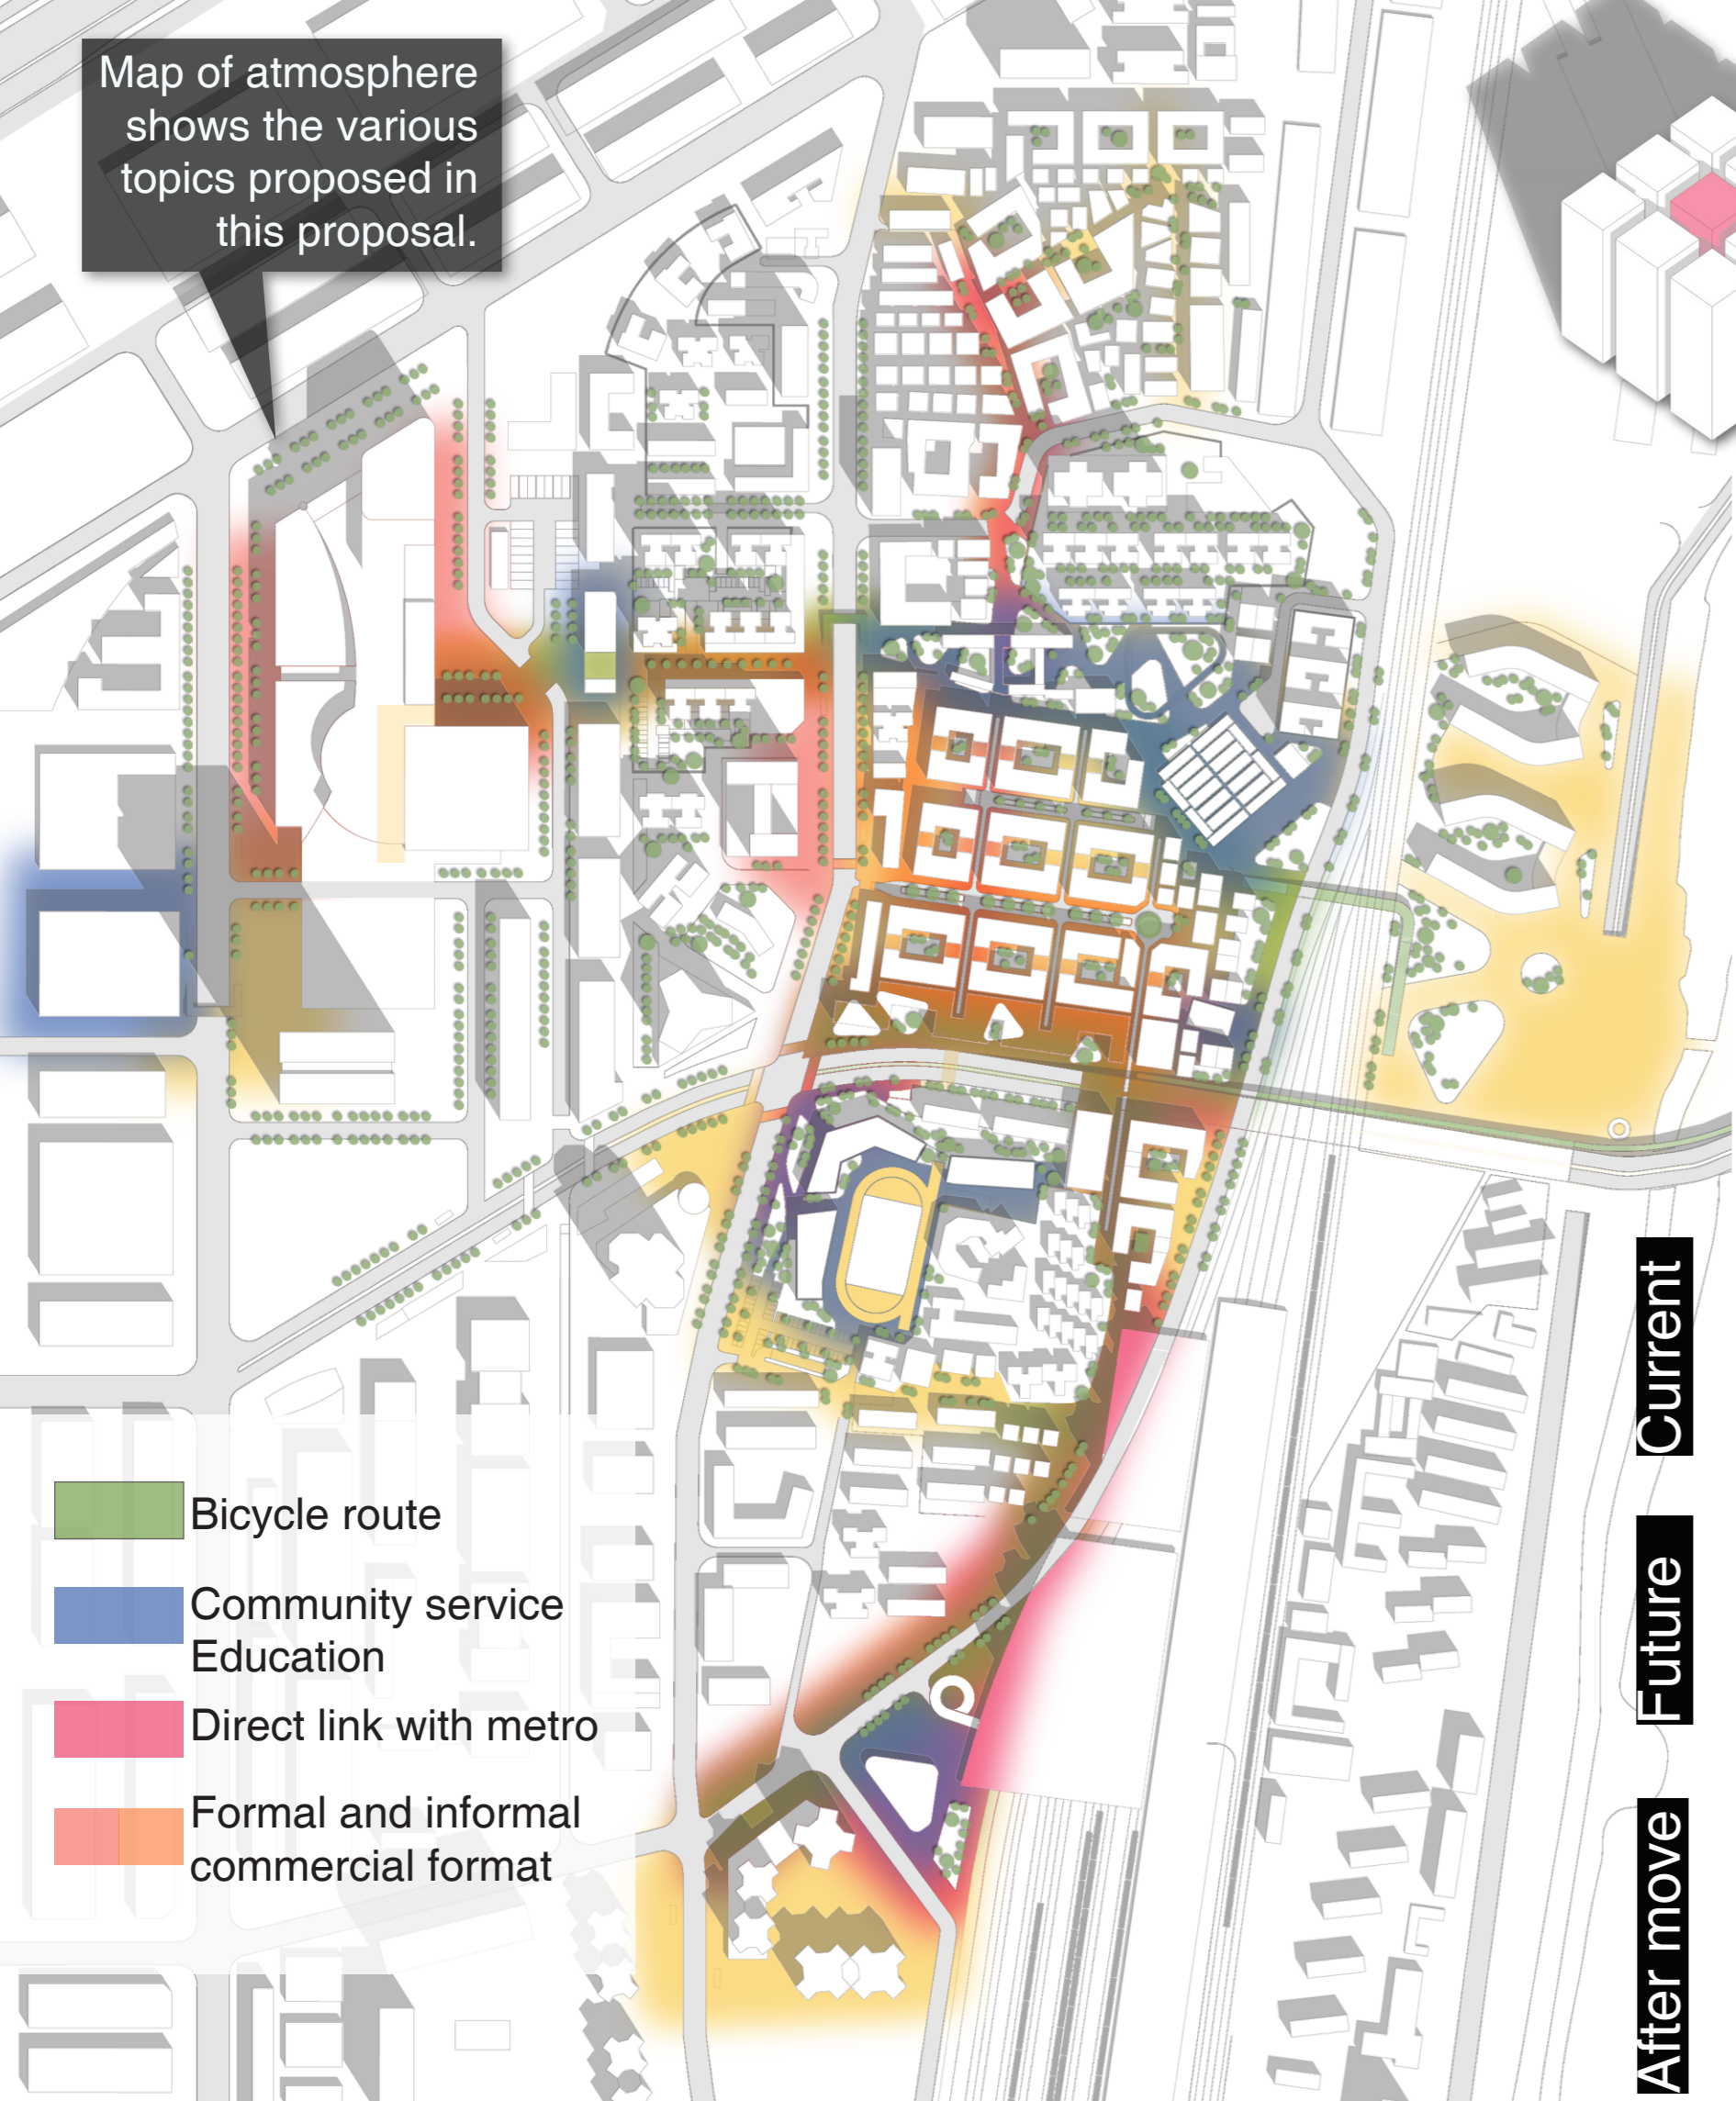 Map of atmosphere
shows the various
topics proposed in
this proposal.
Bicycle route
Community service
Education
Direct link with metro
Formal and informal
commercial format
Current
Future
After move